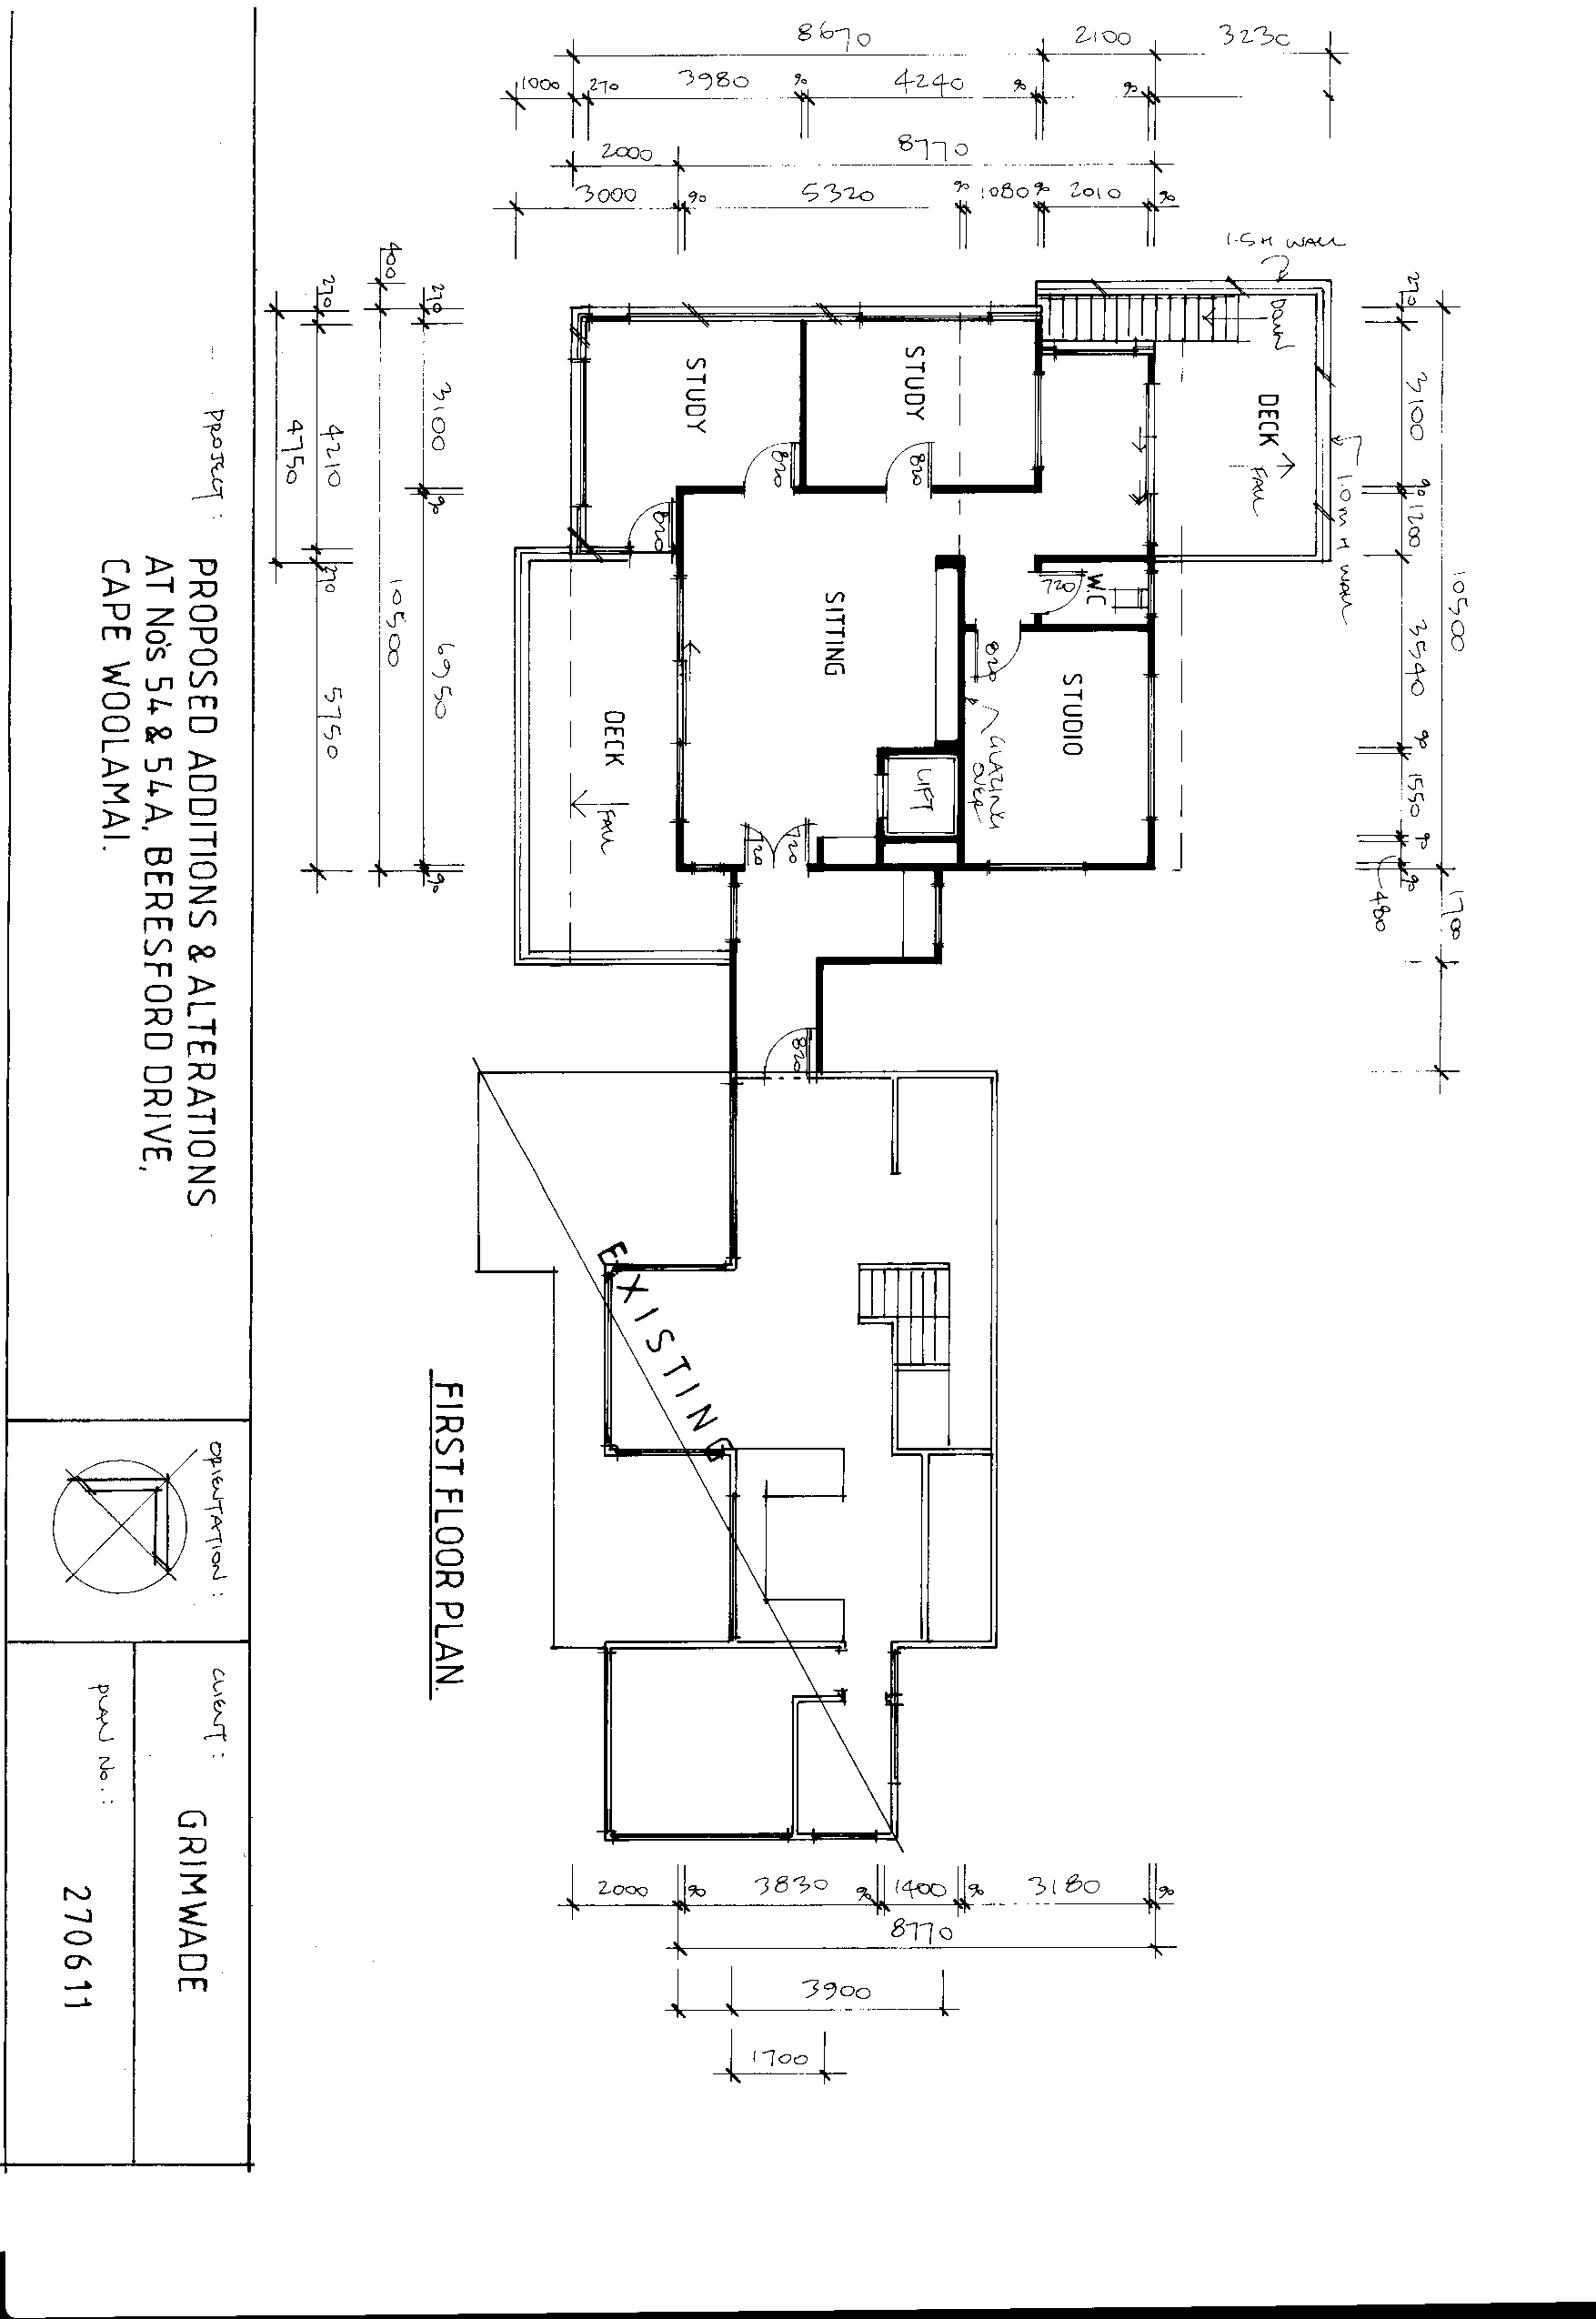 8670
2100
3230
1000
270
3980
90
4240
90
90
2000
8770
3000
90
5320
90
1080
90
2010
90
1.5H WALL
DOWN
DECK
FALL
1.0M H WALL
270
3100
90
1200
3540
90
1550
90
90
480
10500
1700
STUDY
STUDY
820
820
820
W.C
720
SITTING
STUDIO
820
GLAZING
OVER
LIFT
DECK
FALL
720
720
820
400
270
3100
90
6950
90
10500
270
4210
270
5750
4750
EXISTING
FIRST FLOOR PLAN.
2000
90
3830
90
1400
90
3180
90
8770
3900
1700
PROJECT:
PROPOSED ADDITIONS & ALTERATIONS
AT No's 54 & 54A, BERESFORD DRIVE,
CAPE WOOLAMAI.
ORIENTATION:
CLIENT:
GRIMWADE
PLAN No.:
270611